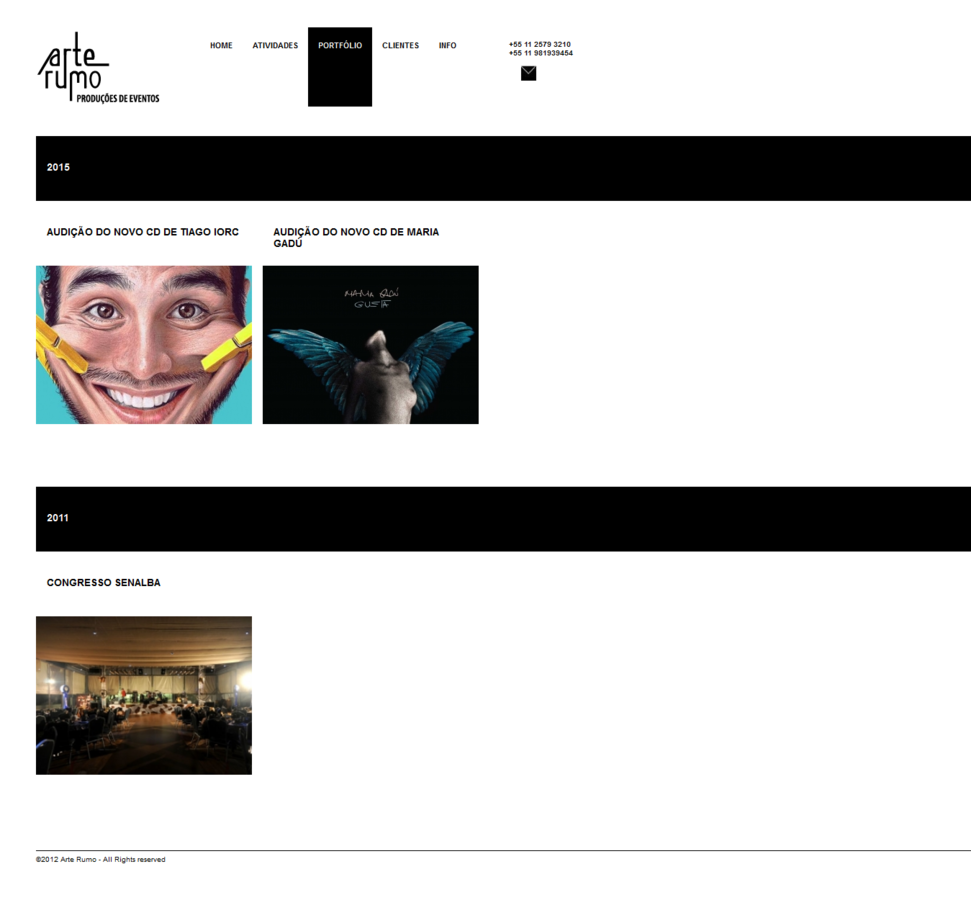 arte
rumo
PRODUÇÕES DE EVENTOS
HOME
ATIVIDADES
PORTFÓLIO
CLIENTES
INFO
+55 11 2579 3210
+55 11 981939454
2015
AUDIÇÃO DO NOVO CD DE TIAGO IORC
AUDIÇÃO DO NOVO CD DE MARIA
GADÚ
MARIA GADÚ
GUELÃ
2011
CONGRESSO SENALBA
©2012 Arte Rumo - All Rights reserved